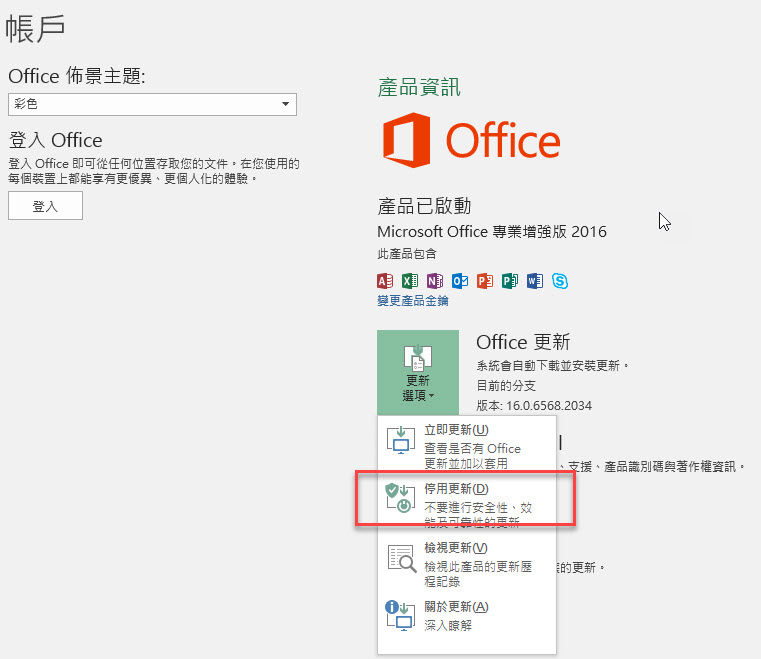 帳戶
Office 佈景主題:
彩色
登入 Office
登入 Office 即可從任何位置存取您的文件。在您使用的
每個裝置上都能享有更優異、更個人化的體驗。
登入
產品資訊
Office
產品已啟動
Microsoft Office 專業增強版 2016
此產品包含
變更產品金鑰
更新
選項
Office 更新
系統會自動下載並安裝更新。
目前的分支
版本: 16.0.6568.2034
立即更新(U)
查看是否有 Office
更新並加以套用
、支援、產品識別碼與著作權資訊。
停用更新(D)
不要進行安全性、效
能及可靠性的更新
檢視更新(V)
檢視此產品的更新歷
程記錄
的更新。
關於更新(A)
深入瞭解